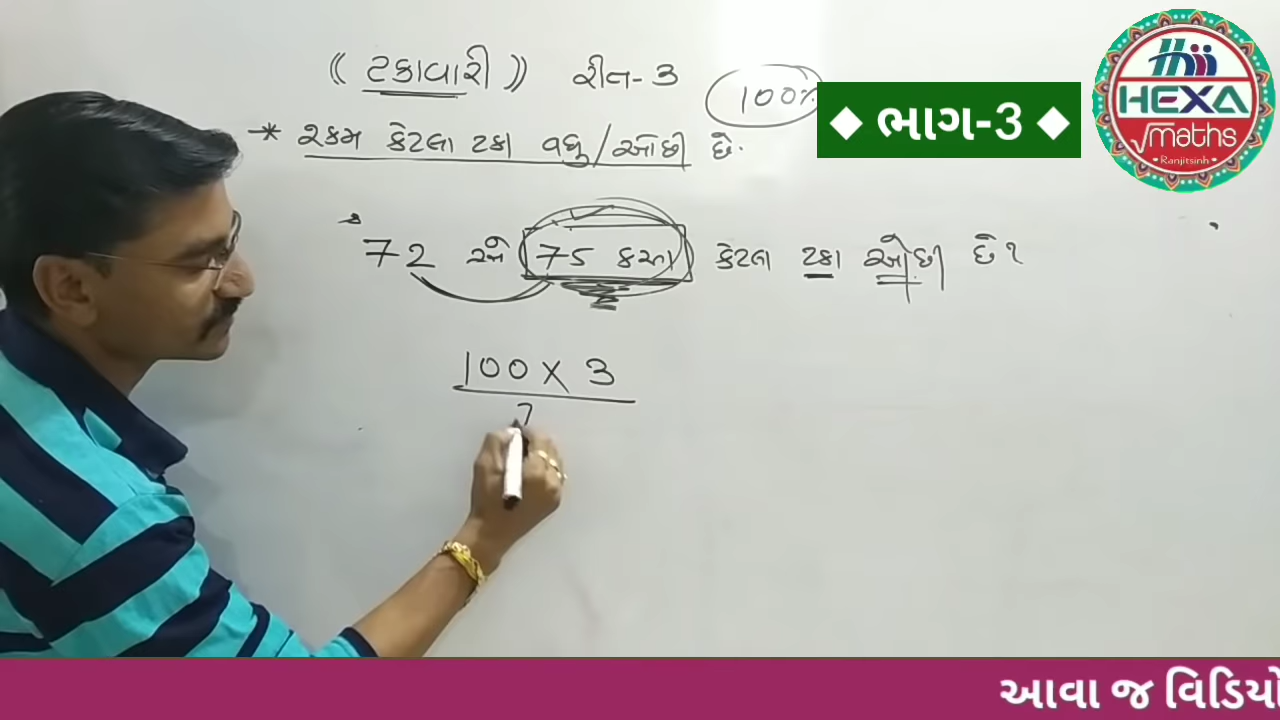 (( ટકાવારી )) રીત-3
100%
◆ ભાગ-3 ◆
HEXA
√maths
• Ranjitsinh •
* રકમ કેટલા ટકા વધુ/ઓછી છે.
72 એ 75 કરતા કેટલા ટકા ઓછી છે?
100 X 3
7
આવા જ વિડિયો